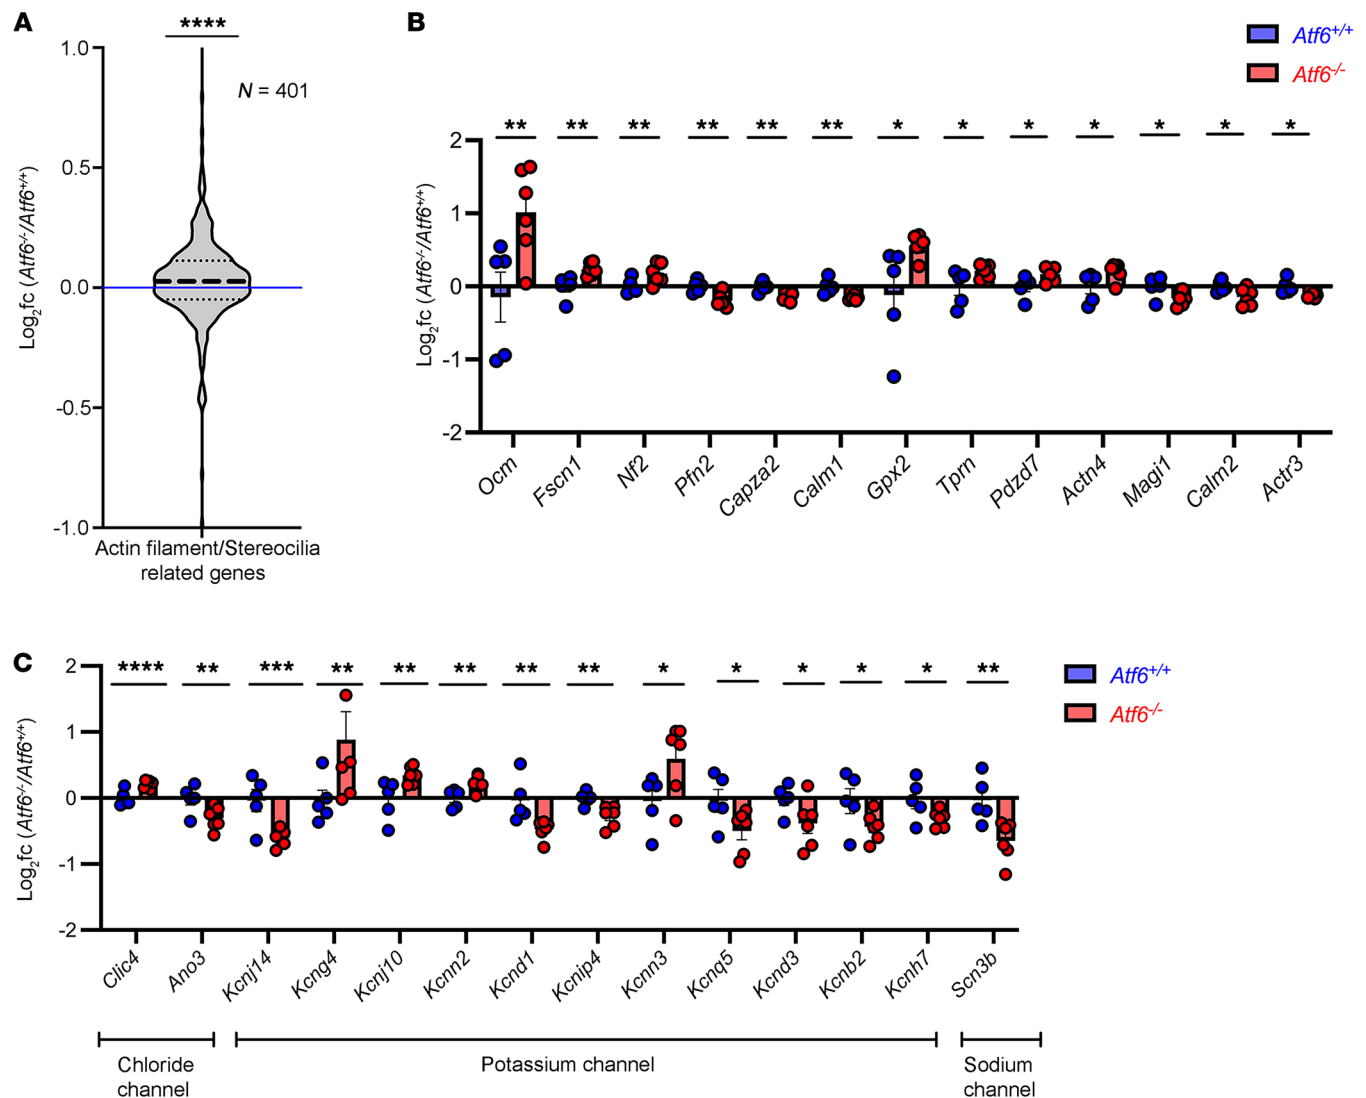 A
****
1.0
0.5
0.0
-0.5
-1.0
Log2fc (Atf6-/-/Atf6+/+)
N = 401
Actin filament/Stereocilia
related genes
B
Atf6+/+
Atf6-/-
** ** ** ** ** ** * * * * * * *
2
1
0
-1
-2
Log2fc (Atf6-/-/Atf6+/+)
Ocm Fscn1 Nf2 Pfn2 Capza2 Calm1 Gpx2 Tprn Pdzd7 Actn4 Magi1 Calm2 Actr3
C
**** ** *** ** ** ** ** ** * * * * * **
Atf6+/+
Atf6-/-
2
1
0
-1
-2
Log2fc (Atf6-/-/Atf6+/+)
Clic4 Ano3 Kcnj14 Kcng4 Kcnj10 Kcnn2 Kcnd1 Kcnip4 Kcnn3 Kcnq5 Kcnd3 Kcnb2 Kcnh7 Scn3b
Chloride
channel
Potassium channel
Sodium
channel